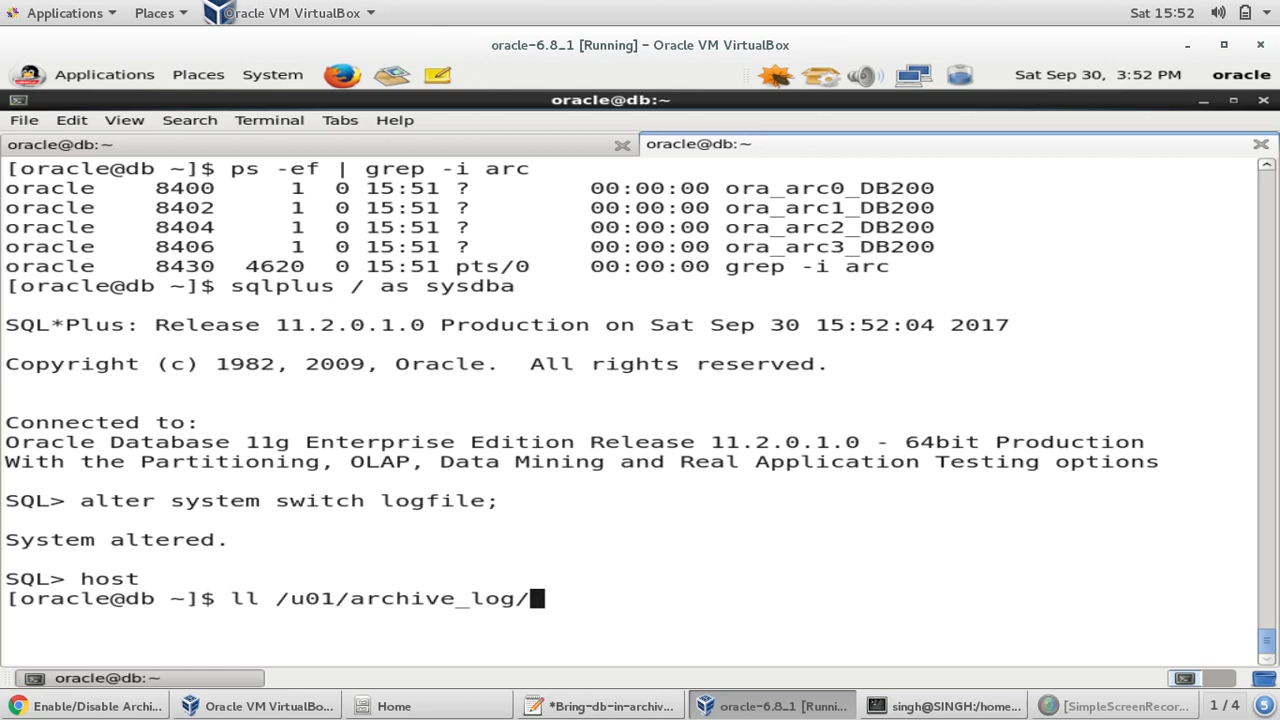 Applications Places Oracle VM VirtualBox Sat 15:52
oracle-6.8_1 [Running] – Oracle VM VirtualBox
Applications Places System Sat Sep 30, 3:52 PM oracle
oracle@db:~
File Edit View Search Terminal Tabs Help
oracle@db:~ oracle@db:~
[oracle@db ~]$ ps -ef | grep -i arc
oracle 8400 1 0 15:51 ? 00:00:00 ora_arc0_DB200
oracle 8402 1 0 15:51 ? 00:00:00 ora_arc1_DB200
oracle 8404 1 0 15:51 ? 00:00:00 ora_arc2_DB200
oracle 8406 1 0 15:51 ? 00:00:00 ora_arc3_DB200
oracle 8430 4620 0 15:51 pts/0 00:00:00 grep -i arc
[oracle@db ~]$ sqlplus / as sysdba
SQL*Plus: Release 11.2.0.1.0 Production on Sat Sep 30 15:52:04 2017
Copyright (c) 1982, 2009, Oracle. All rights reserved.
Connected to:
Oracle Database 11g Enterprise Edition Release 11.2.0.1.0 - 64bit Production
With the Partitioning, OLAP, Data Mining and Real Application Testing options
SQL> alter system switch logfile;
System altered.
SQL> host
[oracle@db ~]$ ll /u01/archive_log/
oracle@db:~
Enable/Disable Archi... Oracle VM VirtualBo... Home *Bring-db-in-archiv... oracle-6.8_1 [Runni... singh@SINGH:/home... [SimpleScreenRecor... 1 / 4 5